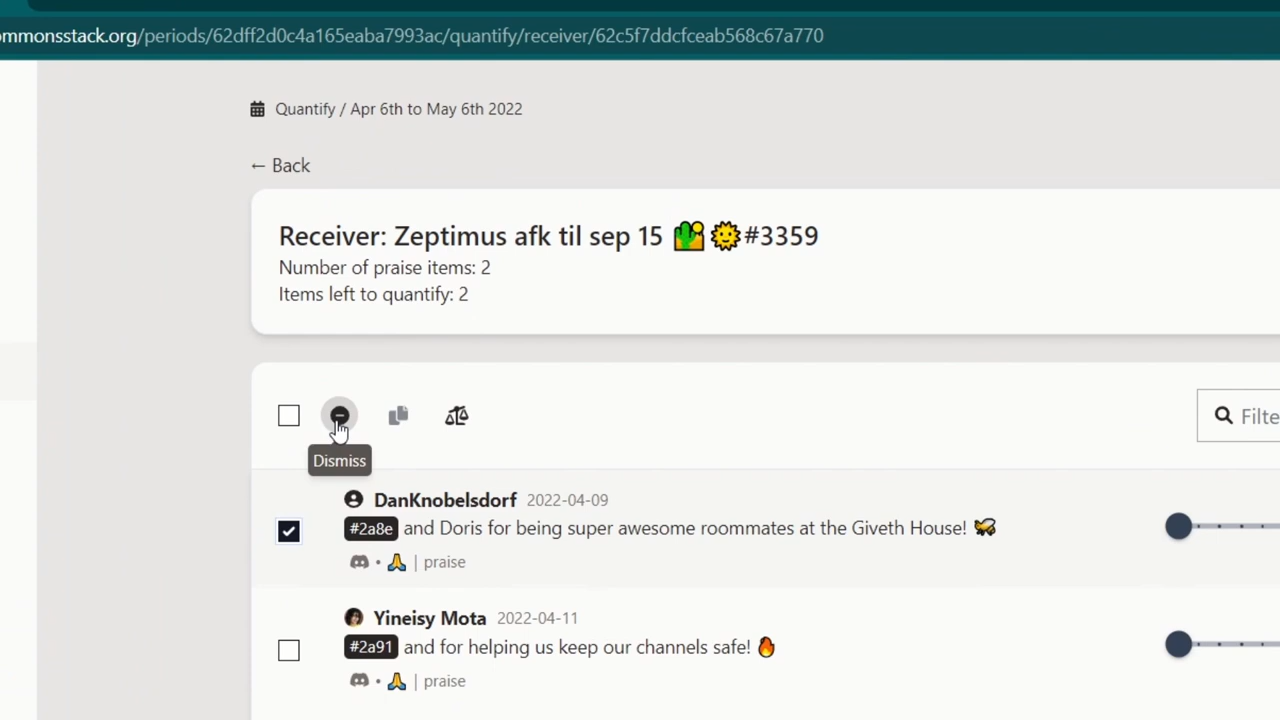 mmonsstack.org/periods/62dff2d0c4a165eaba7993ac/quantify/receiver/62c5f7ddcfceab568c67a770
Quantify / Apr 6th to May 6th 2022
← Back
Receiver: Zeptimus afk til sep 15 🏜️🌞#3359
Number of praise items: 2
Items left to quantify: 2
Filte
Dismiss
DanKnobelsdorf 2022-04-09
#2a8e and Doris for being super awesome roommates at the Giveth House! 🐝
• 🙏 | praise
Yineisy Mota 2022-04-11
#2a91 and for helping us keep our channels safe! 🔥
• 🙏 | praise